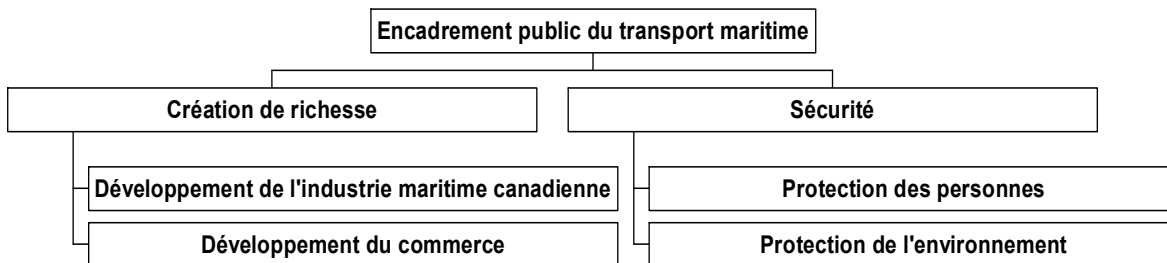 Encadrement public du transport maritime
Création de richesse
Sécurité
Développement de l'industrie maritime canadienne
Protection des personnes
Développement du commerce
Protection de l'environnement